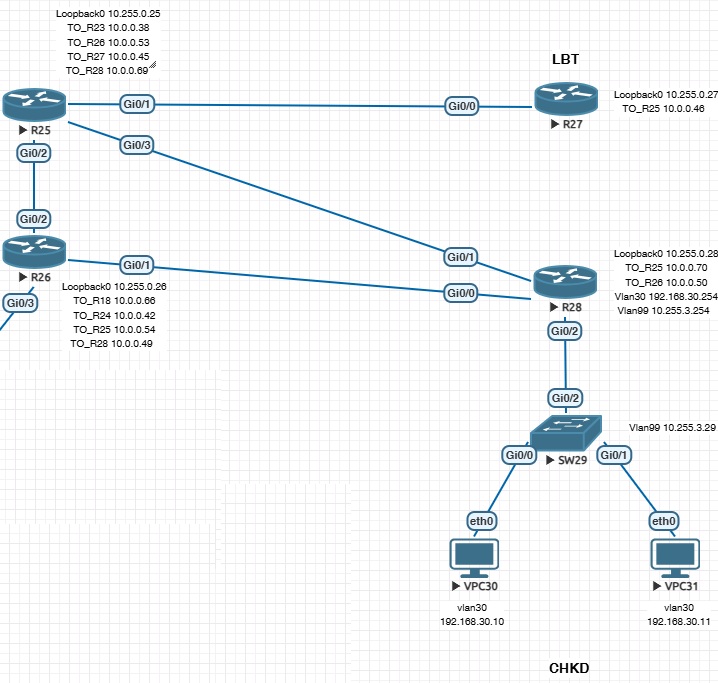 Loopback0 10.255.0.25
TO_R23 10.0.0.38
TO_R26 10.0.0.53
TO_R27 10.0.0.45
TO_R28 10.0.0.69
LBT
Gi0/1
Gi0/0
Loopback0 10.255.0.27
TO_R25 10.0.0.46
R25
R27
Gi0/2
Gi0/3
Gi0/2
R26
Gi0/1
Gi0/1
Gi0/0
Loopback0 10.255.0.28
TO_R25 10.0.0.70
TO_R26 10.0.0.50
Vlan30 192.168.30.254
Vlan99 10.255.3.254
R28
Gi0/3
Loopback0 10.255.0.26
TO_R18 10.0.0.66
TO_R24 10.0.0.42
TO_R25 10.0.0.54
TO_R28 10.0.0.49
Gi0/2
Gi0/2
Vlan99 10.255.3.29
SW29
Gi0/0
Gi0/1
eth0
eth0
VPC30
VPC31
vlan30
192.168.30.10
vlan30
192.168.30.11
CHKD